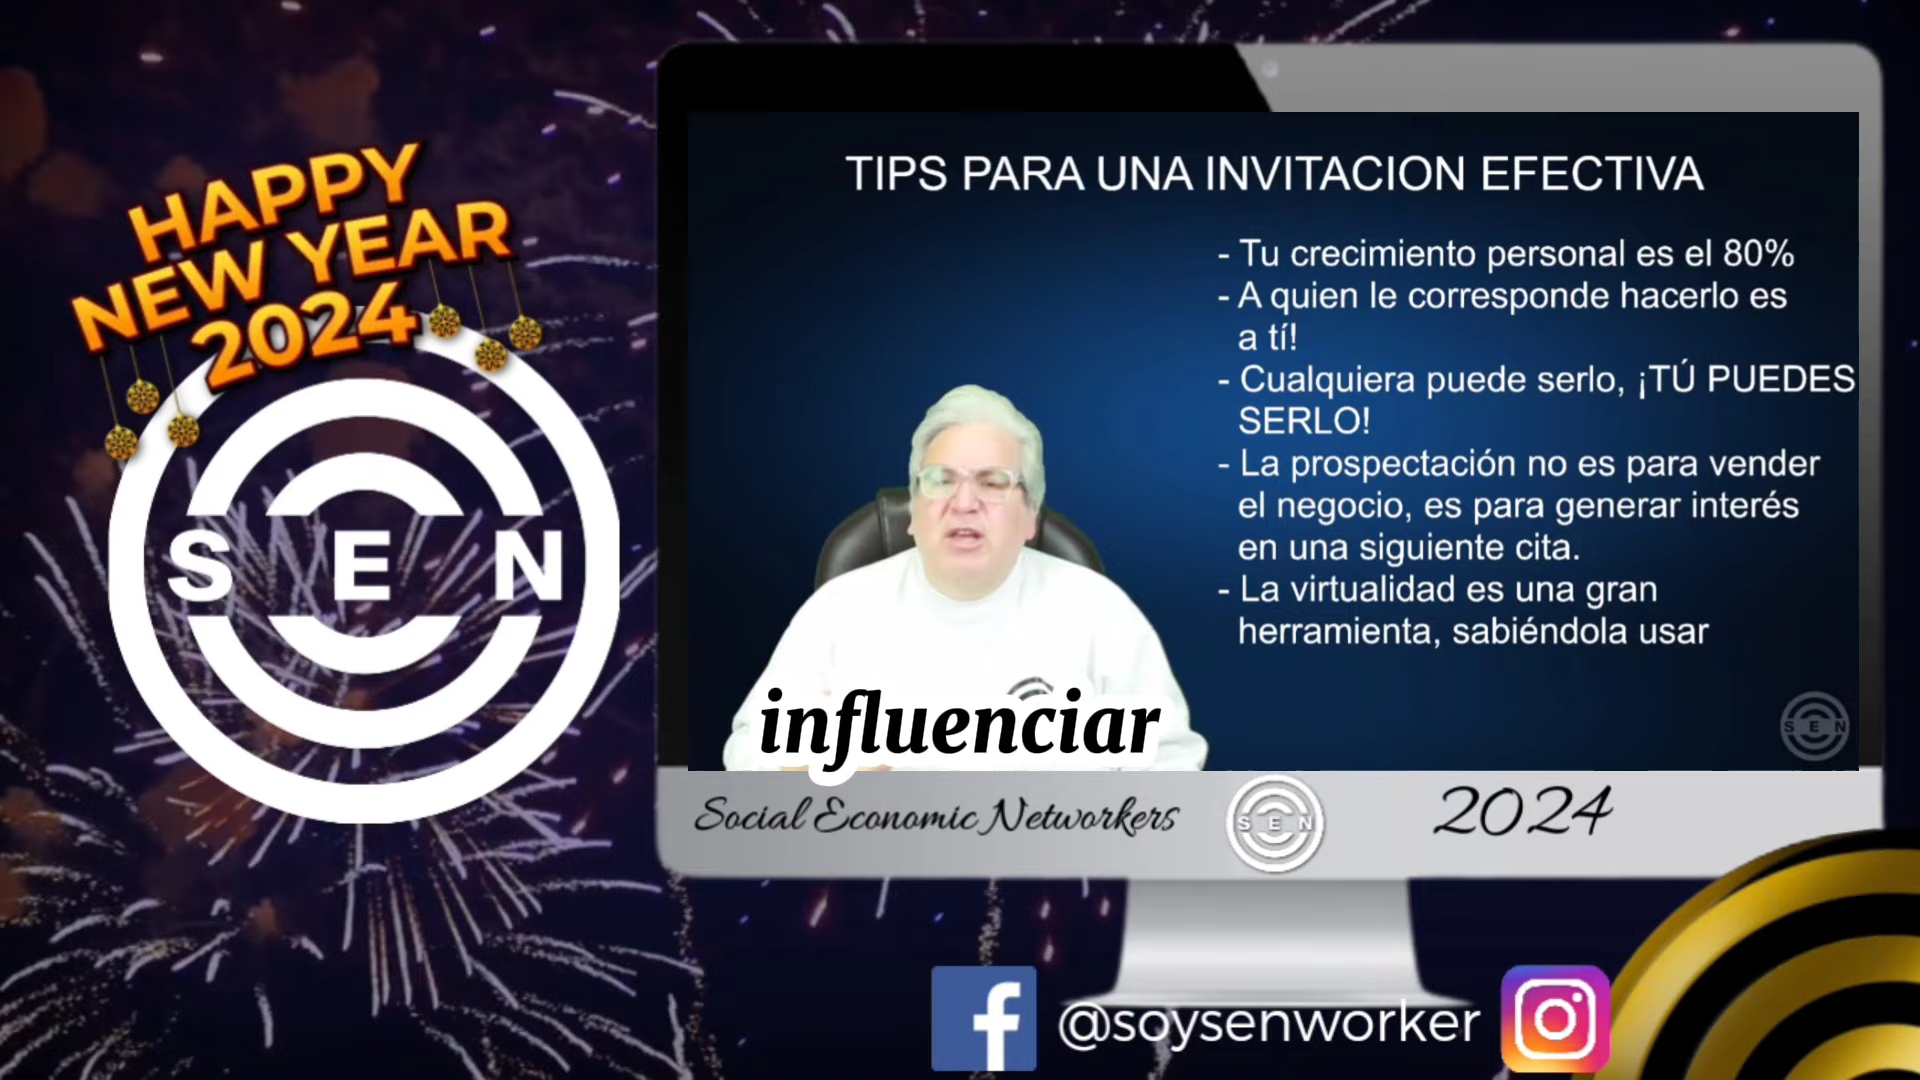 HAPPY
NEW YEAR
2024
S E N
TIPS PARA UNA INVITACION EFECTIVA
- Tu crecimiento personal es el 80%
- A quien le corresponde hacerlo es
a tí!
- Cualquiera puede serlo, ¡TÚ PUEDES
SERLO!
- La prospectación no es para vender
el negocio, es para generar interés
en una siguiente cita.
- La virtualidad es una gran
herramienta, sabiéndola usar
influenciar
S E N
Social Economic Networkers
S E N
2024
f
@soysenworker